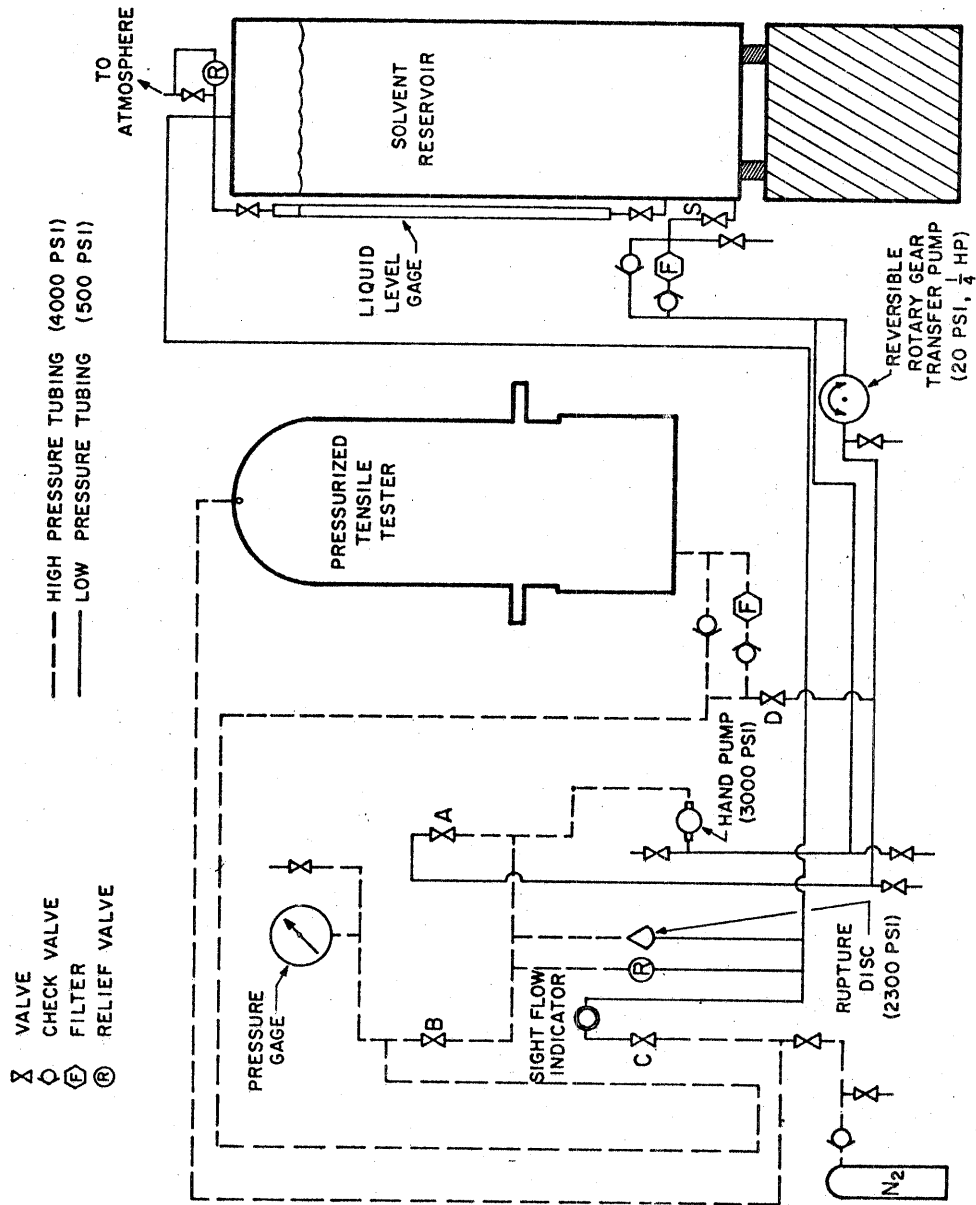 VALVE
CHECK VALVE
F FILTER
R RELIEF VALVE
HIGH PRESSURE TUBING (4000 PSI)
LOW PRESSURE TUBING (500 PSI)
TO
ATMOSPHERE
R
SOLVENT
RESERVOIR
LIQUID
LEVEL
GAGE
S
F
REVERSIBLE
ROTARY GEAR
TRANSFER PUMP
(20 PSI, 1/4 HP)
PRESSURIZED
TENSILE
TESTER
F
D
HAND PUMP
(3000 PSI)
A
PRESSURE
GAGE
B
R
SIGHT FLOW
INDICATOR
C
RUPTURE
DISC
(2300 PSI)
N2